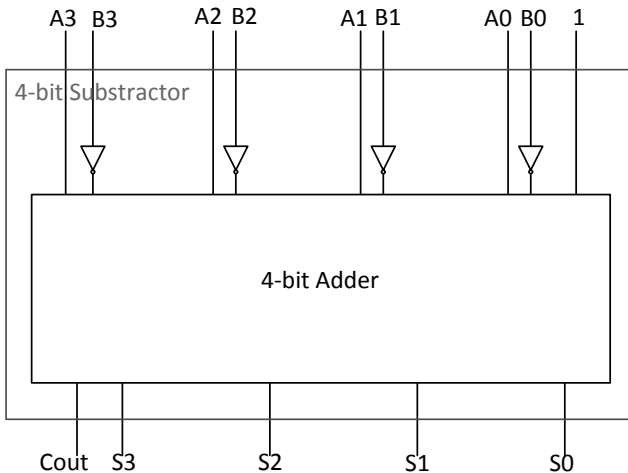 A3 B3 A2 B2 A1 B1 A0 B0 1
4-bit Substractor
4-bit Adder
Cout S3 S2 S1 S0